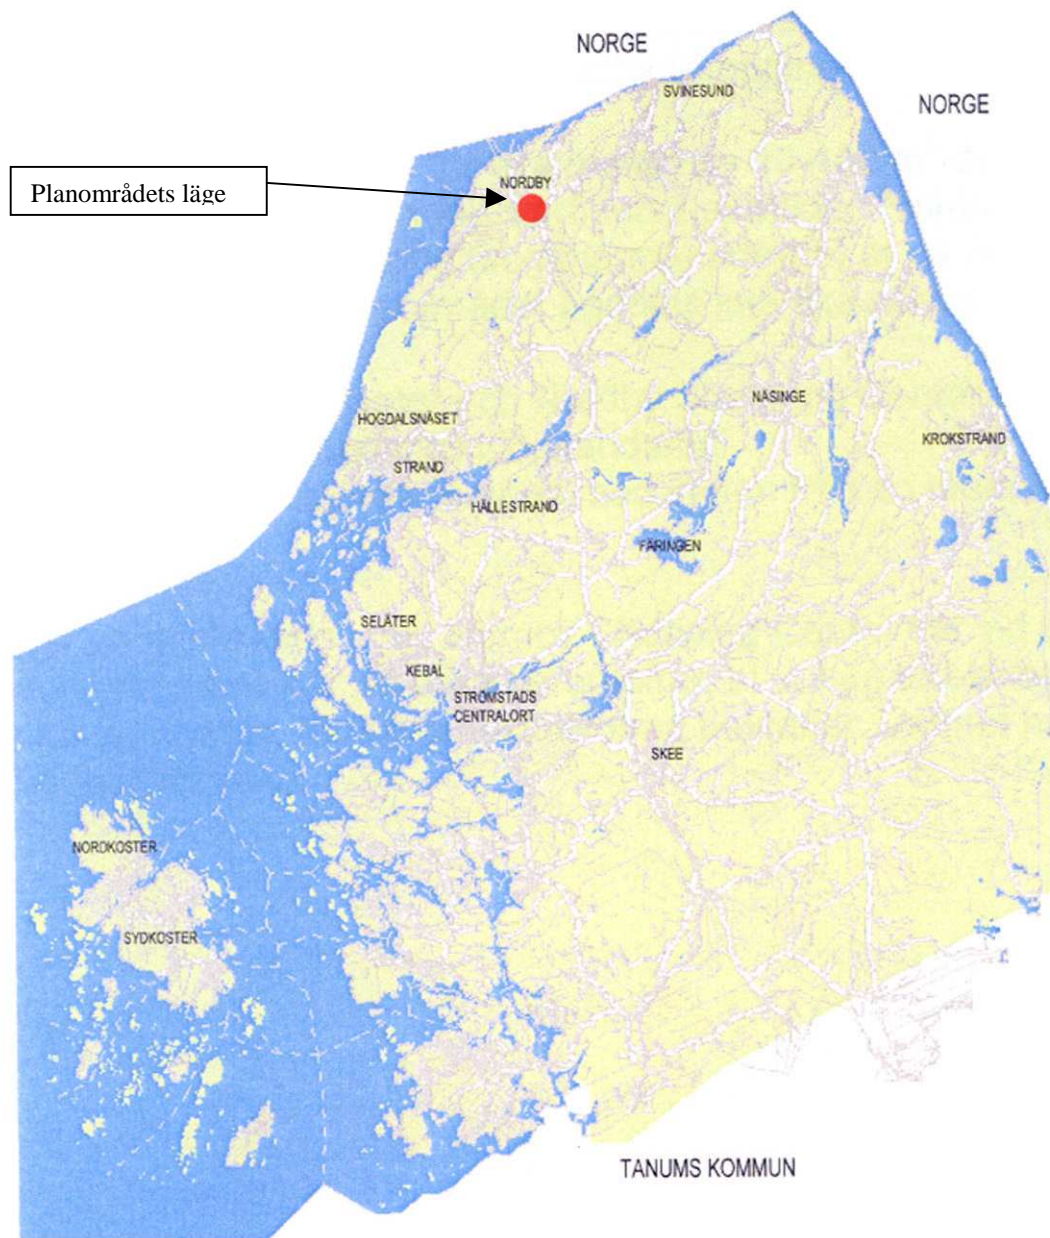 NORGE
SVINESUND
NORGE
Planområdets läge
NORDBY
NÄSINGE
HOGDALSNÄSET
KROKSTRAND
STRAND
HÄLLESTRAND
FÄRINGEN
SELÄTER
KEBAL
STRÖMSTADS
CENTRALORT
SKEE
NORDKOSTER
SYDKOSTER
TANUMS KOMMUN